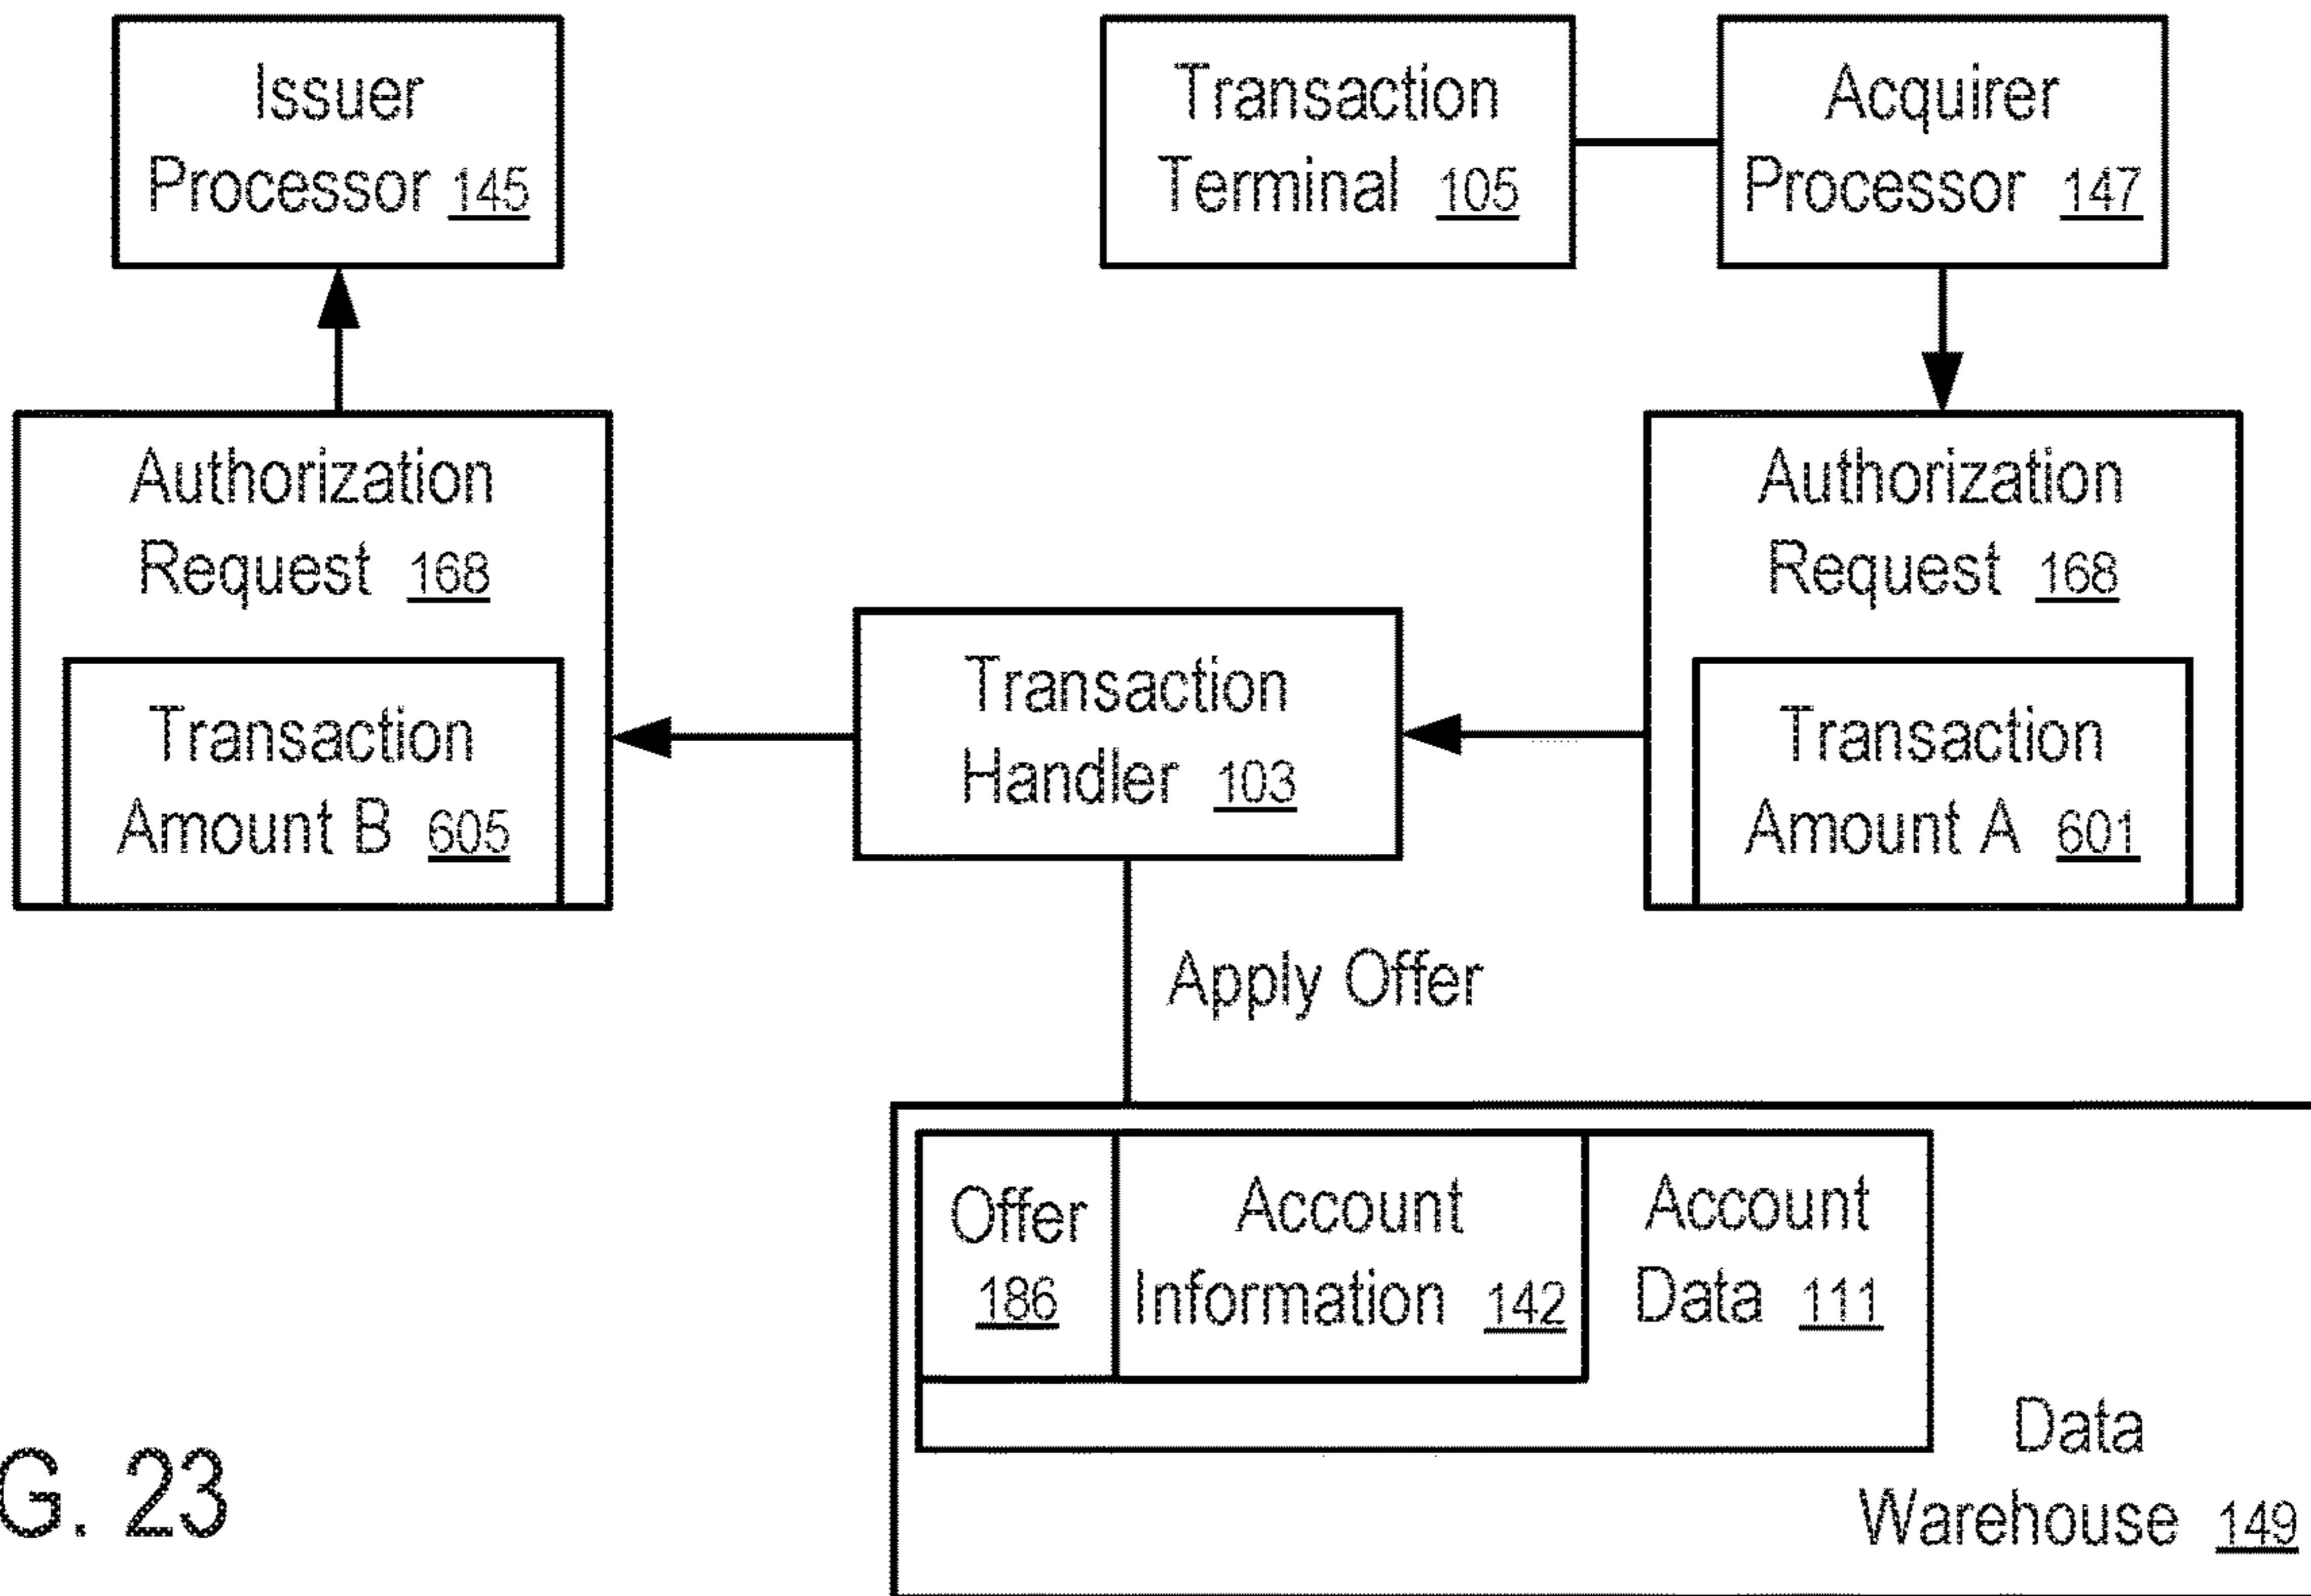 Issuer
Processor 145
Transaction
Terminal 105
Acquirer
Processor 147
Authorization
Request 168
Transaction
Amount B 605
Transaction
Handler 103
Authorization
Request 168
Transaction
Amount A 601
Apply Offer
Offer
186
Account
Information 142
Account
Data 111
Data
Warehouse 149
G. 23